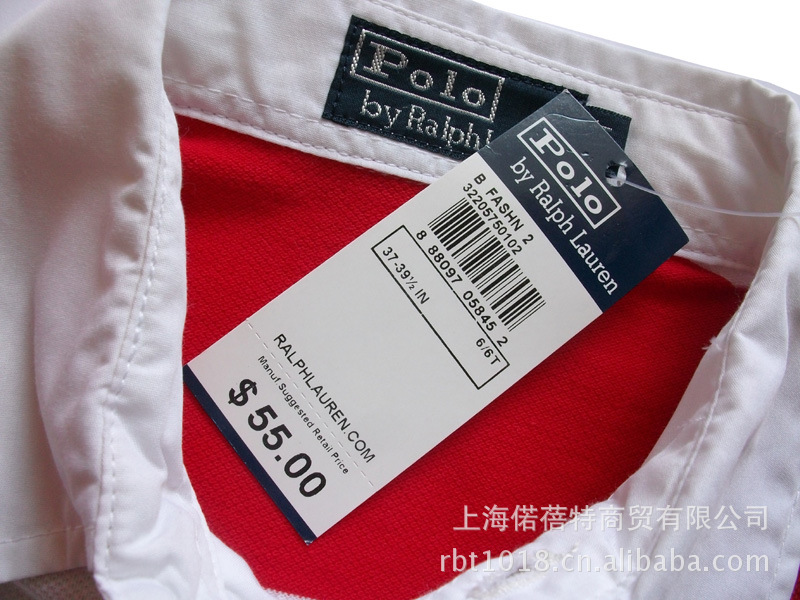 Polo
by Ralph L
Polo
by Ralph Lauren
B FASHN 2
32205750102
8 88097 05845 2
37-39½ IN
6/6T
RALPHLAUREN.COM
Manuf Suggested Retail Price
$55.00
上海偌蓓特商贸有限公司
rbt1018.cn.alibaba.com